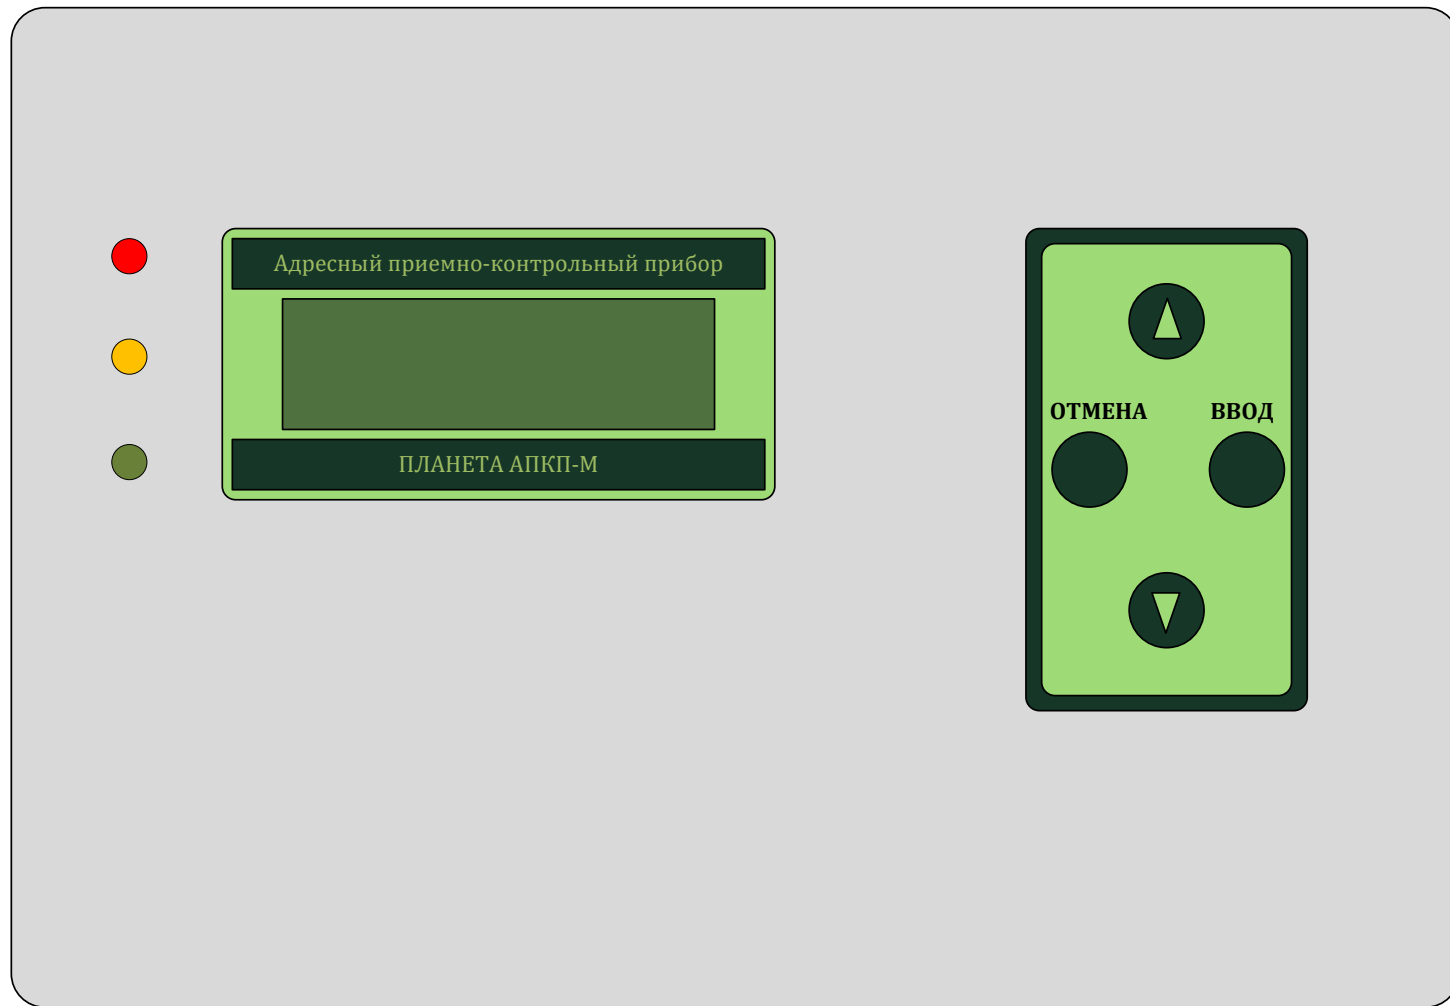 Адресный приемно-контрольный прибор
ПЛАНЕТА АПКП-М
ОТМЕНА
ВВОД